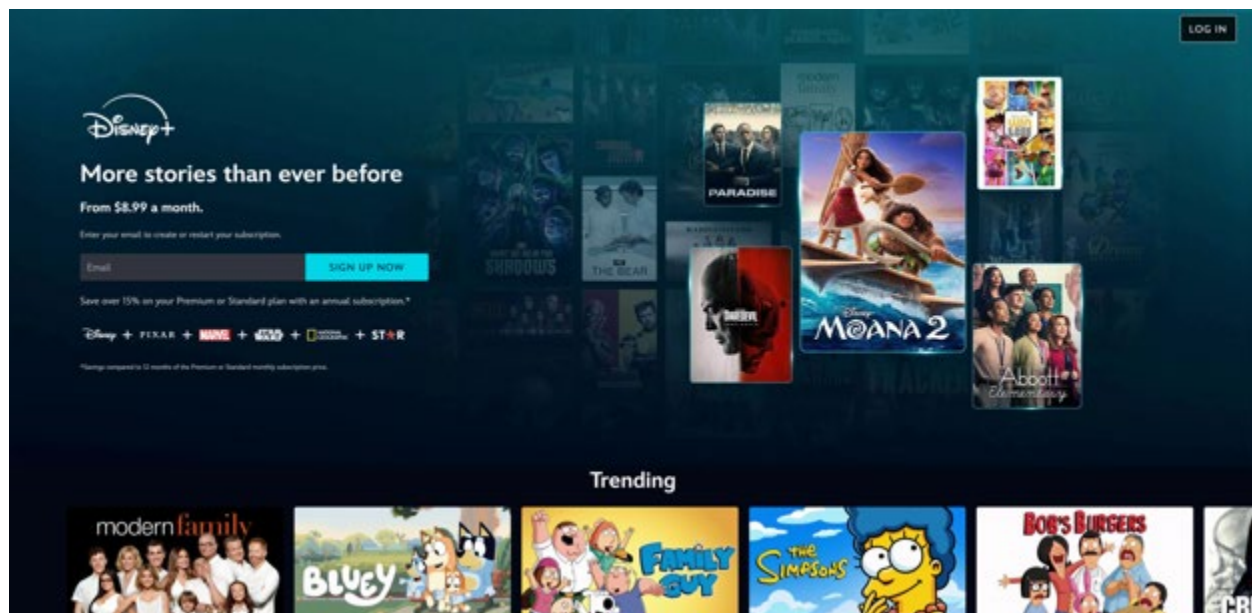 LOG IN
Disney+
More stories than ever before
From $8.99 a month.
Enter your email to create or restart your subscription.
Email
SIGN UP NOW
Save over 15% on your Premium or Standard plan with an annual subscription.*
Disney + PIXAR + MARVEL + STAR WARS + NATIONAL GEOGRAPHIC + ST★R
*Savings compared to 12 months of the Premium or Standard monthly subscription price.
modern family
PARADISE
SHADOWS
THE BEAR
DAREDEVIL
Disney
MOANA 2
Abbott
Elementary
Trending
modern family
BLUEY
FAMILY GUY
THE SIMPSONS
BOB'S BURGERS